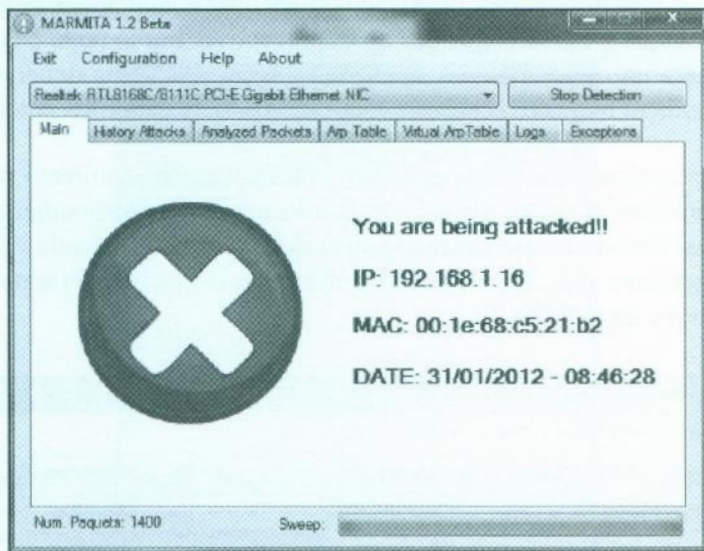 MARMITA 1.2 Beta
Exit Configuration Help About
Realtek RTL8168C/8111C PCI-E Gigabit Ethernet NIC Stop Detection
Main History Attacks Analyzed Packets Arp Table Virtual ArpTable Logs Exceptions
You are being attacked!!
IP: 192.168.1.16
MAC: 00:1e:68:c5:21:b2
DATE: 31/01/2012 - 08:46:28
Num. Paquets: 1400 Sweep: